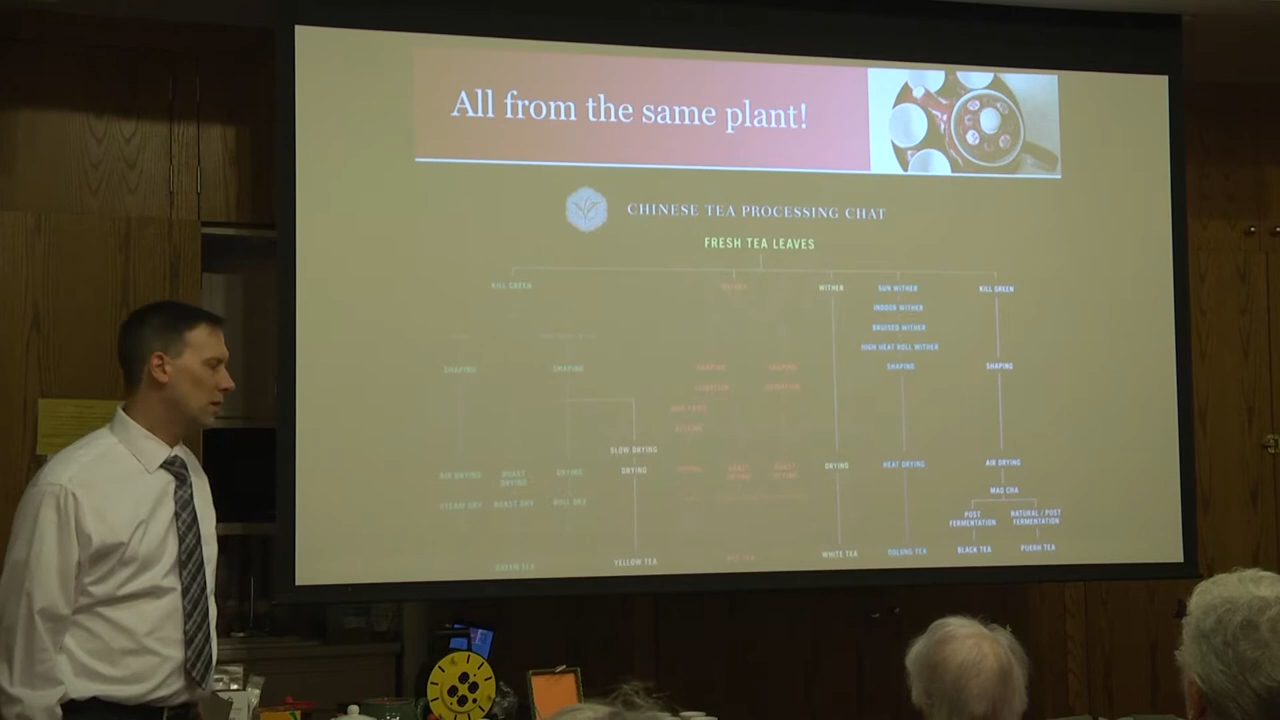 All from the same plant!
CHINESE TEA PROCESSING CHAT
FRESH TEA LEAVES
KILL GREEN
WITHER
SUN WITHER
KILL GREEN
INDOOR WITHER
BRUISED WITHER
HIGH HEAT ROLL WITHER
SHAPING
SHAPING
SHAPING
SHAPING
SHAPING
SHAPING
SLOW DRYING
AIR DRYING
ROAST DRYING
DRYING
DRYING
DRYING
HEAT DRYING
AIR DRYING
MAO CHA
STEAM DRY
ROAST DRY
ROLL DRY
POST FERMENTATION
NATURAL / POST FERMENTATION
GREEN TEA
YELLOW TEA
RED TEA
WHITE TEA
OOLONG TEA
BLACK TEA
PUERH TEA